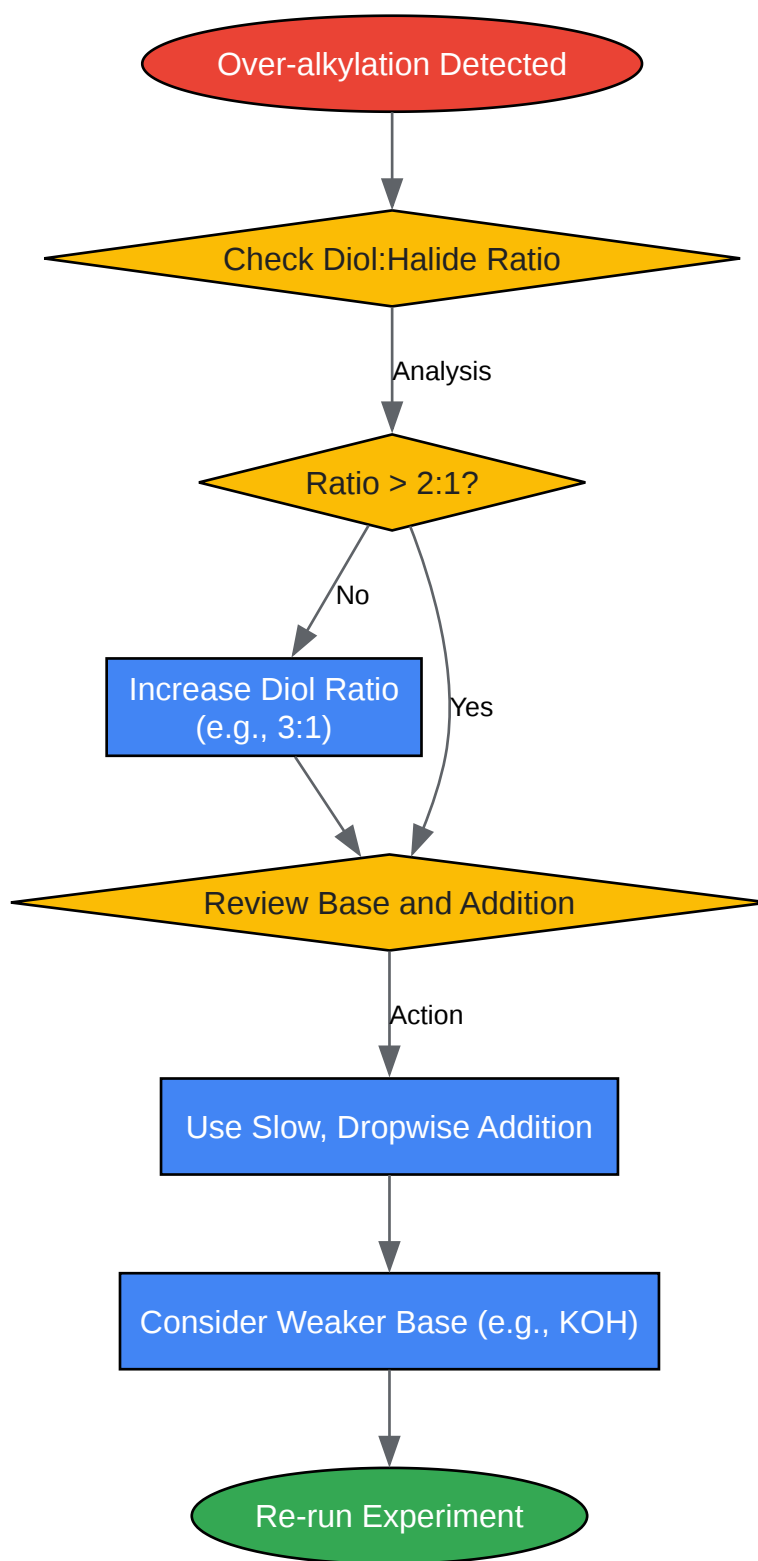 Over-alkylation Detected
Check Diol:Halide Ratio
Analysis
Ratio > 2:1?
No
Increase Diol Ratio
(e.g., 3:1)
Yes
Review Base and Addition
Action
Use Slow, Dropwise Addition
Consider Weaker Base (e.g., KOH)
Re-run Experiment